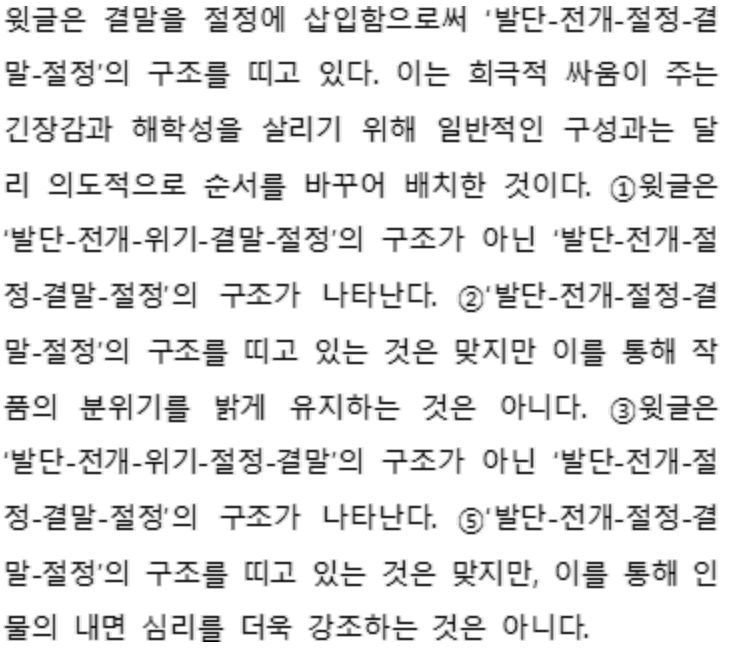 윗글은 결말을 절정에 삽입함으로써 ‘발단-전개-절정-결
말-절정’의 구조를 띠고 있다. 이는 희극적 싸움이 주는
긴장감과 해학성을 살리기 위해 일반적인 구성과는 달
리 의도적으로 순서를 바꾸어 배치한 것이다. ①윗글은
‘발단-전개-위기-결말-절정’의 구조가 아닌 ‘발단-전개-절
정-결말-절정’의 구조가 나타난다. ②‘발단-전개-절정-결
말-절정’의 구조를 띠고 있는 것은 맞지만 이를 통해 작
품의 분위기를 밝게 유지하는 것은 아니다. ③윗글은
‘발단-전개-위기-절정-결말’의 구조가 아닌 ‘발단-전개-절
정-결말-절정’의 구조가 나타난다. ⑤‘발단-전개-절정-결
말-절정’의 구조를 띠고 있는 것은 맞지만, 이를 통해 인
물의 내면 심리를 더욱 강조하는 것은 아니다.